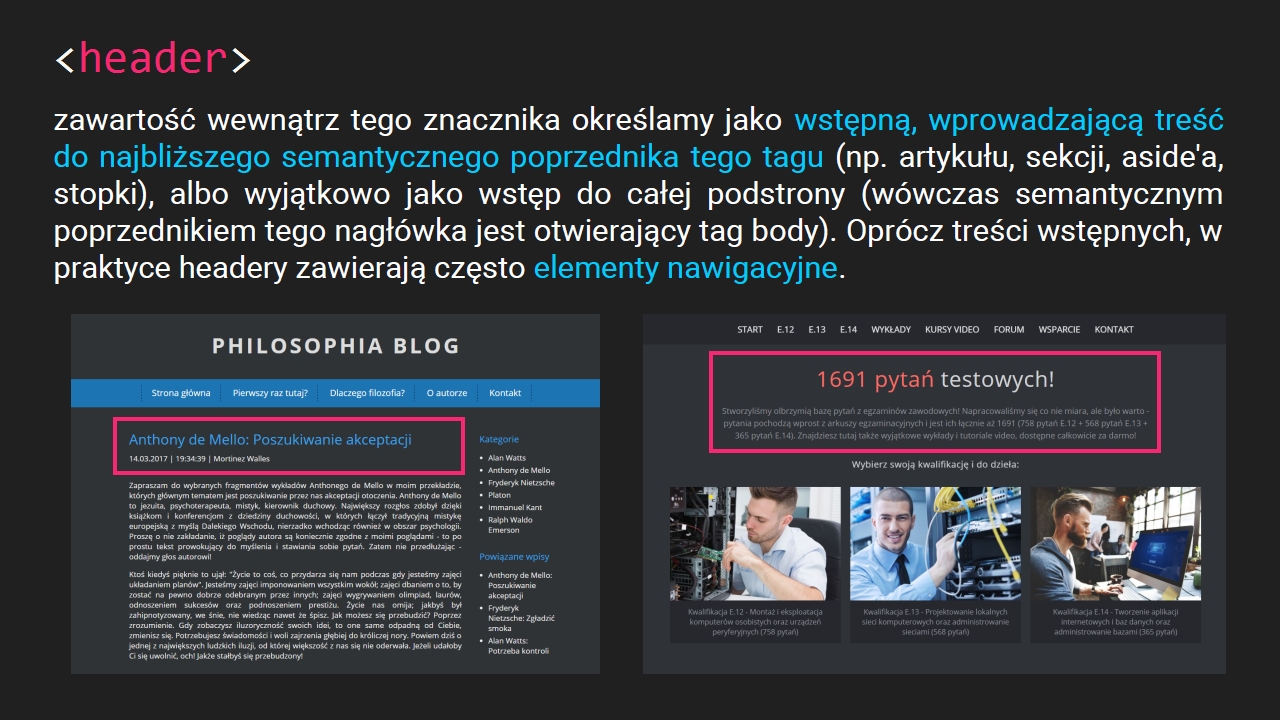 <header>
zawartość wewnątrz tego znacznika określamy jako wstępną, wprowadzającą treść
do najbliższego semantycznego poprzednika tego tagu (np. artykułu, sekcji, aside'a,
stopki), albo wyjątkowo jako wstęp do całej podstrony (wówczas semantycznym
poprzednikiem tego nagłówka jest otwierający tag body). Oprócz treści wstępnych, w
praktyce headery zawierają często elementy nawigacyjne.
PHILOSOPHIA BLOG
Strona główna Pierwszy raz tutaj? Dlaczego filozofia? O autorze Kontakt
Anthony de Mello: Poszukiwanie akceptacji
14.03.2017 | 19:34:39 | Mortinez Walles
Zapraszam do wybranych fragmentów wykładów Anthonego de Mello w moim przekładzie,
których głównym tematem jest poszukiwanie przez nas akceptacji otoczenia. Anthony de Mello
to jezuita, psychoterapeuta, mistyk, kierownik duchowy. Największy rozgłos zdobył dzięki
książkom i konferencjom z dziedziny duchowości, w których łączył tradycyjną mistykę
europejską z myślą Dalekiego Wschodu, nierzadko wchodząc również w obszar psychologii.
Proszę o nie zakładanie, iż poglądy autora są koniecznie zgodne z moimi poglądami - to po
prostu tekst prowokujący do myślenia i stawiania sobie pytań. Zatem nie przedłużając -
oddajmy głos autorowi!
Ktoś kiedyś pięknie to ujął: "Życie to coś, co przydarza się nam podczas gdy jesteśmy zajęci
układaniem planów". Jesteśmy zajęci imponowaniem wszystkim wokół; zajęci dbaniem o to, by
zostać na pewno dobrze odebranym przez innych; zajęci wygrywaniem olimpiad, laurów,
odnoszeniem sukcesów oraz podnoszeniem prestiżu. Życie nas omija; jakbyś był
zahipnotyzowany, we śnie, nie wiedząc nawet że śpisz. Jak możesz się przebudzić? Poprzez
zrozumienie. Gdy zobaczysz iluzoryczność swoich idei, to one same odpadną od Ciebie,
zmienisz się. Potrzebujesz świadomości i woli zajrzenia głębiej do króliczej nory. Powiem dziś o
jednej z największych ludzkich iluzji, od której większość z nas się nie oderwała. Jeżeli udałoby
Ci się uwolnić, och! Jakże stałbyś się przebudzony!
Kategorie
Alan Watts
Anthony de Mello
Fryderyk Nietzsche
Platon
Immanuel Kant
Ralph Waldo
Emerson
Powiązane wpisy
Anthony de Mello:
Poszukiwanie
akceptacji
Fryderyk
Nietzsche: Zgładzić
smoka
Alan Watts:
Potrzeba kontroli
START E.12 E.13 E.14 WYKŁADY KURSY VIDEO FORUM WSPARCIE KONTAKT
1691 pytań testowych!
Stworzyliśmy olbrzymią bazę pytań z egzaminów zawodowych! Napracowaliśmy się co nie miara, ale było warto -
pytania pochodzą wprost z arkuszy egzaminacyjnych i jest ich łącznie aż 1691 (758 pytań E.12 + 568 pytań E.13 +
365 pytań E.14). Znajdziesz tutaj także wyjątkowe wykłady i tutoriale video, dostępne całkowicie za darmo!
Wybierz swoją kwalifikację i do dzieła:
Kwalifikacja E.12 - Montaż i eksploatacja
komputerów osobistych oraz urządzeń
peryferyjnych (758 pytań)
Kwalifikacja E.13 - Projektowanie lokalnych
sieci komputerowych oraz administrowanie
sieciami (568 pytań)
Kwalifikacja E.14 - Tworzenie aplikacji
internetowych i baz danych oraz
administrowanie bazami (365 pytań)